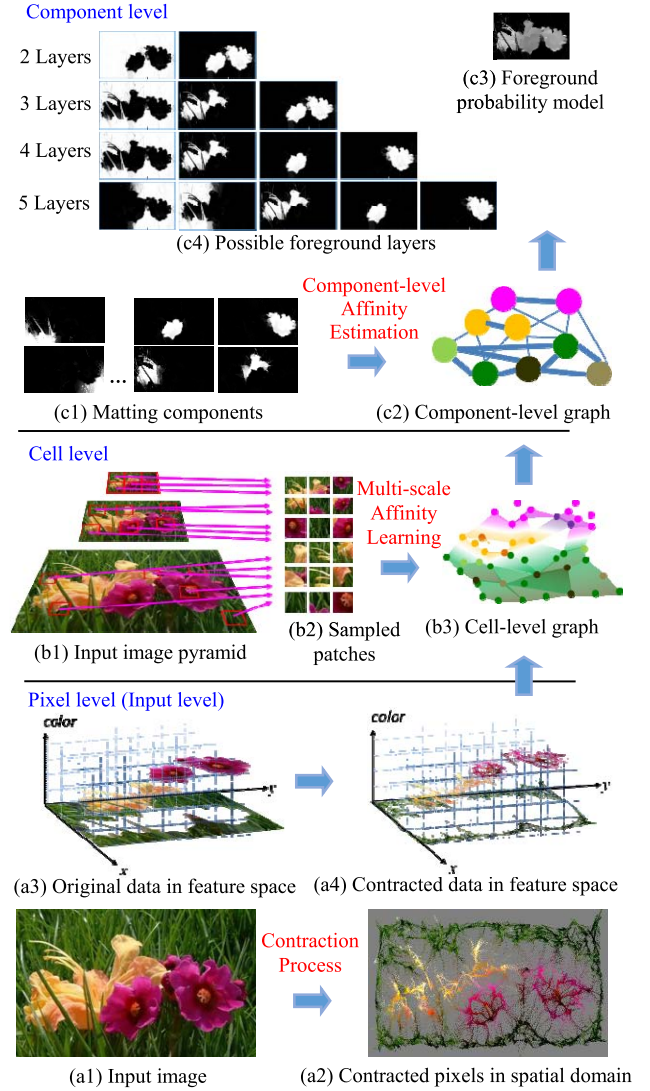 Component level
2 Layers
3 Layers
4 Layers
5 Layers
(c3) Foreground
probability model
(c4) Possible foreground layers
Component-level
Affinity
Estimation
...
(c1) Matting components
(c2) Component-level graph
Cell level
Multi-scale
Affinity
Learning
(b1) Input image pyramid
(b2) Sampled
patches
(b3) Cell-level graph
Pixel level (Input level)
color
y
x
color
y
x
(a3) Original data in feature space
(a4) Contracted data in feature space
Contraction
Process
(a1) Input image
(a2) Contracted pixels in spatial domain